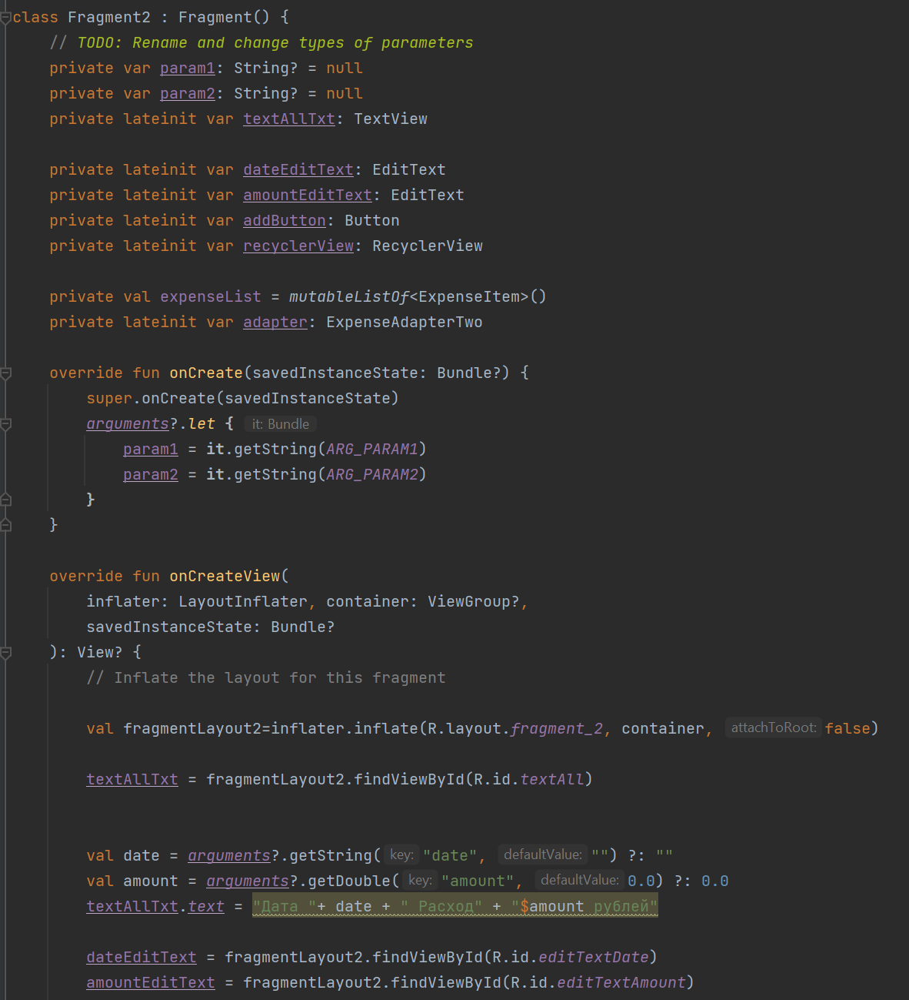 class Fragment2 : Fragment() {
// TODO: Rename and change types of parameters
private var param1: String? = null
private var param2: String? = null
private lateinit var textAllTxt: TextView
private lateinit var dateEditText: EditText
private lateinit var amountEditText: EditText
private lateinit var addButton: Button
private lateinit var recyclerView: RecyclerView
private val expenseList = mutableListOf<ExpenseItem>()
private lateinit var adapter: ExpenseAdapterTwo
override fun onCreate(savedInstanceState: Bundle?) {
super.onCreate(savedInstanceState)
arguments?.let { it: Bundle
param1 = it.getString(ARG_PARAM1)
param2 = it.getString(ARG_PARAM2)
}
}
override fun onCreateView(
inflater: LayoutInflater, container: ViewGroup?,
savedInstanceState: Bundle?
): View? {
// Inflate the layout for this fragment
val fragmentLayout2=inflater.inflate(R.layout.fragment_2, container, attachToRoot: false)
textAllTxt = fragmentLayout2.findViewById(R.id.textAll)
val date = arguments?.getString( key: "date", defaultValue: "") ?: ""
val amount = arguments?.getDouble( key: "amount", defaultValue: 0.0) ?: 0.0
textAllTxt.text = "Дата "+ date + " Расход" + "$amount рублей"
dateEditText = fragmentLayout2.findViewById(R.id.editTextDate)
amountEditText = fragmentLayout2.findViewById(R.id.editTextAmount)